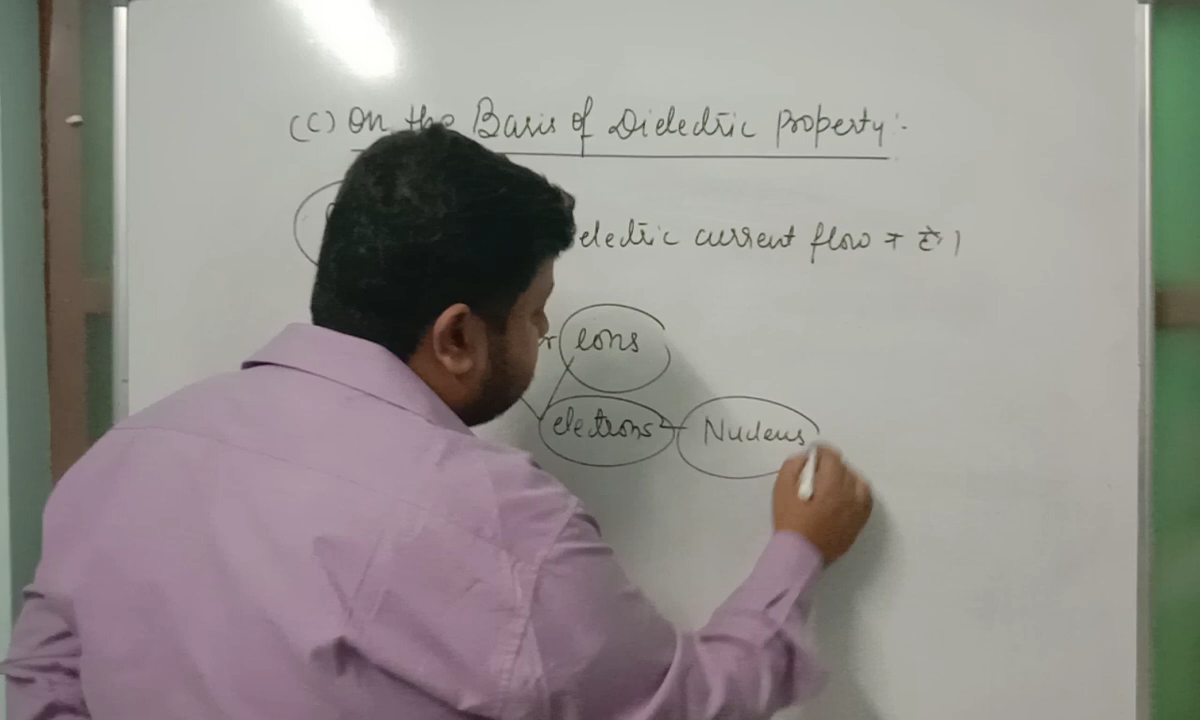 (C) On the Basis of Dielectric Property :-
electric current flow
ions
electrons Nucleus